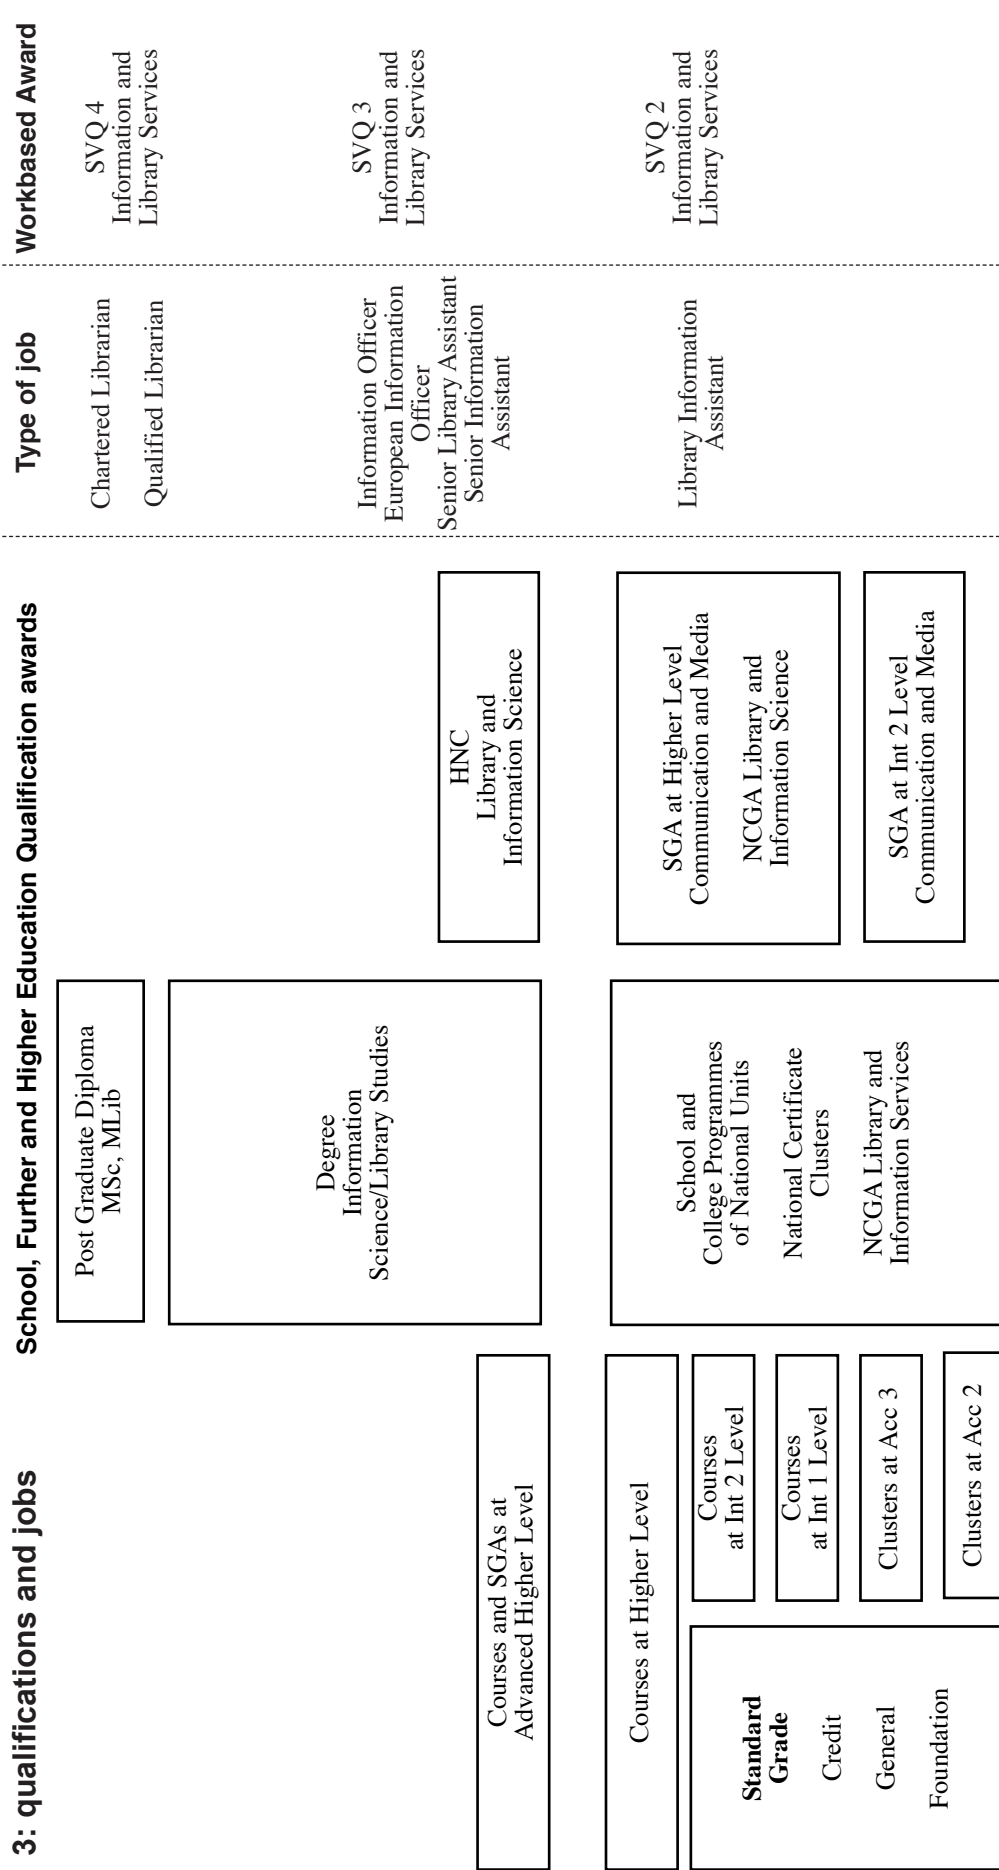 3: qualifications and jobs
School, Further and Higher Education Qualification awards
Type of job
Workbased Award
Post Graduate Diploma
MSc, MLib
Chartered Librarian
Qualified Librarian
SVQ 4
Information and
Library Services
Degree
Information
Science/Library Studies
Information Officer
European Information
Officer
Senior Library Assistant
Senior Information
Assistant
SVQ 3
Information and
Library Services
Courses and SGAs at
Advanced Higher Level
HNC
Library and
Information Science
Courses at Higher Level
Standard
Grade
Credit
General
Foundation
Courses
at Int 2 Level
Courses
at Int 1 Level
Clusters at Acc 3
Clusters at Acc 2
School and
College Programmes
of National Units
National Certificate
Clusters
NCGA Library and
Information Services
SGA at Higher Level
Communication and Media
NCGA Library and
Information Science
SGA at Int 2 Level
Communication and Media
Library Information
Assistant
SVQ 2
Information and
Library Services